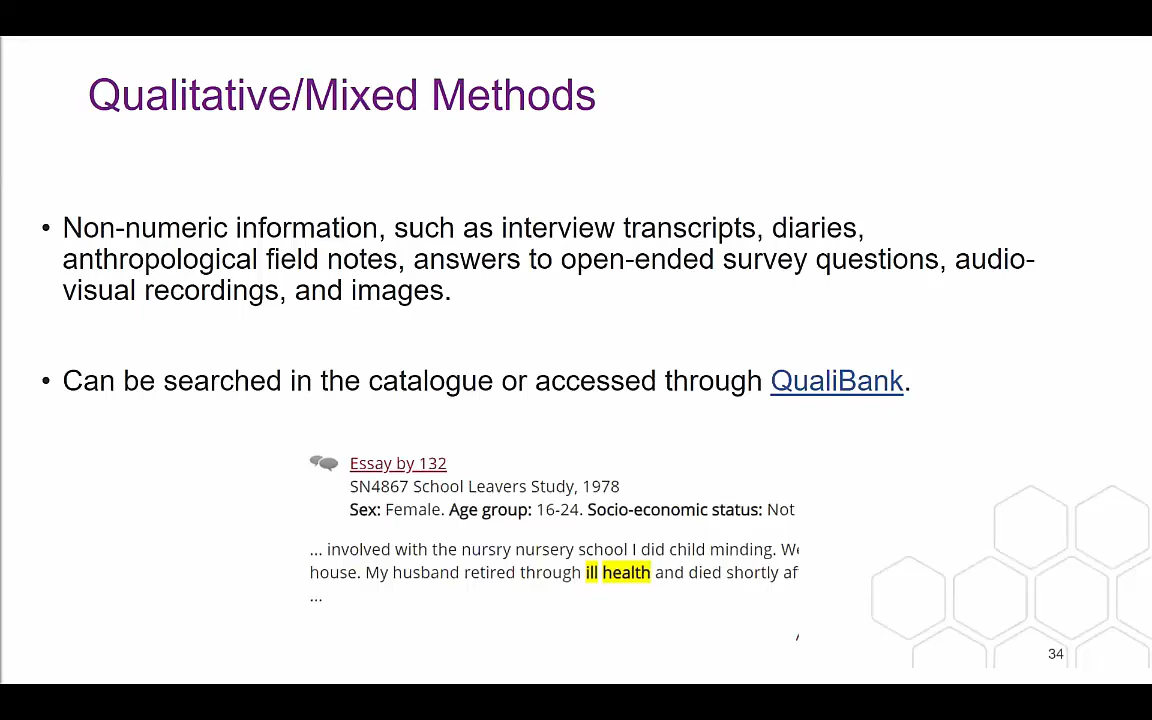 Qualitative/Mixed Methods
• Non-numeric information, such as interview transcripts, diaries,
anthropological field notes, answers to open-ended survey questions, audio-
visual recordings, and images.
• Can be searched in the catalogue or accessed through QualiBank.
Essay by 132
SN4867 School Leavers Study, 1978
Sex: Female. Age group: 16-24. Socio-economic status: Not
... involved with the nursry nursery school I did child minding. We
house. My husband retired through ill health and died shortly af
...
34